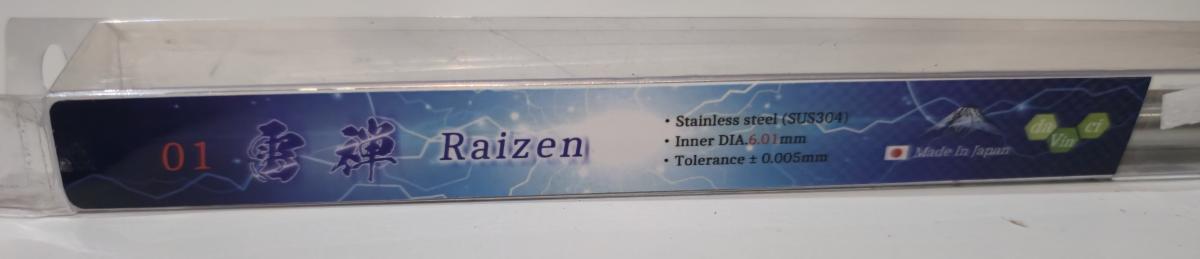 01 雷禅 Raizen
・Stainless steel (SUS304)
・Inner DIA.6.01mm
・Tolerance ± 0.005mm
Made In Japan
da Vin ci